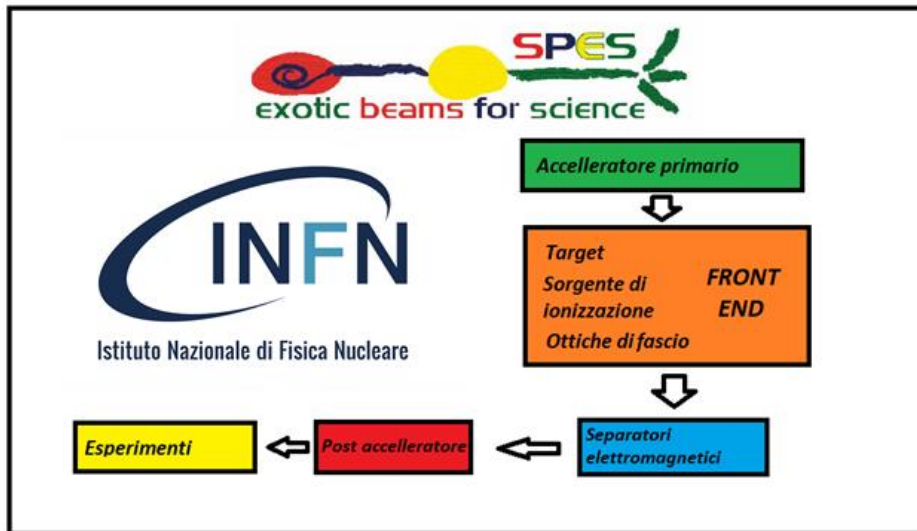 SPES
exotic beams for science
INFN
Istituto Nazionale di Fisica Nucleare
Accelleratore primario
Target
Sorgente di
ionizzazione
Ottiche di fascio
FRONT
END
Separatori
elettromagnetici
Post accelleratore
Esperimenti